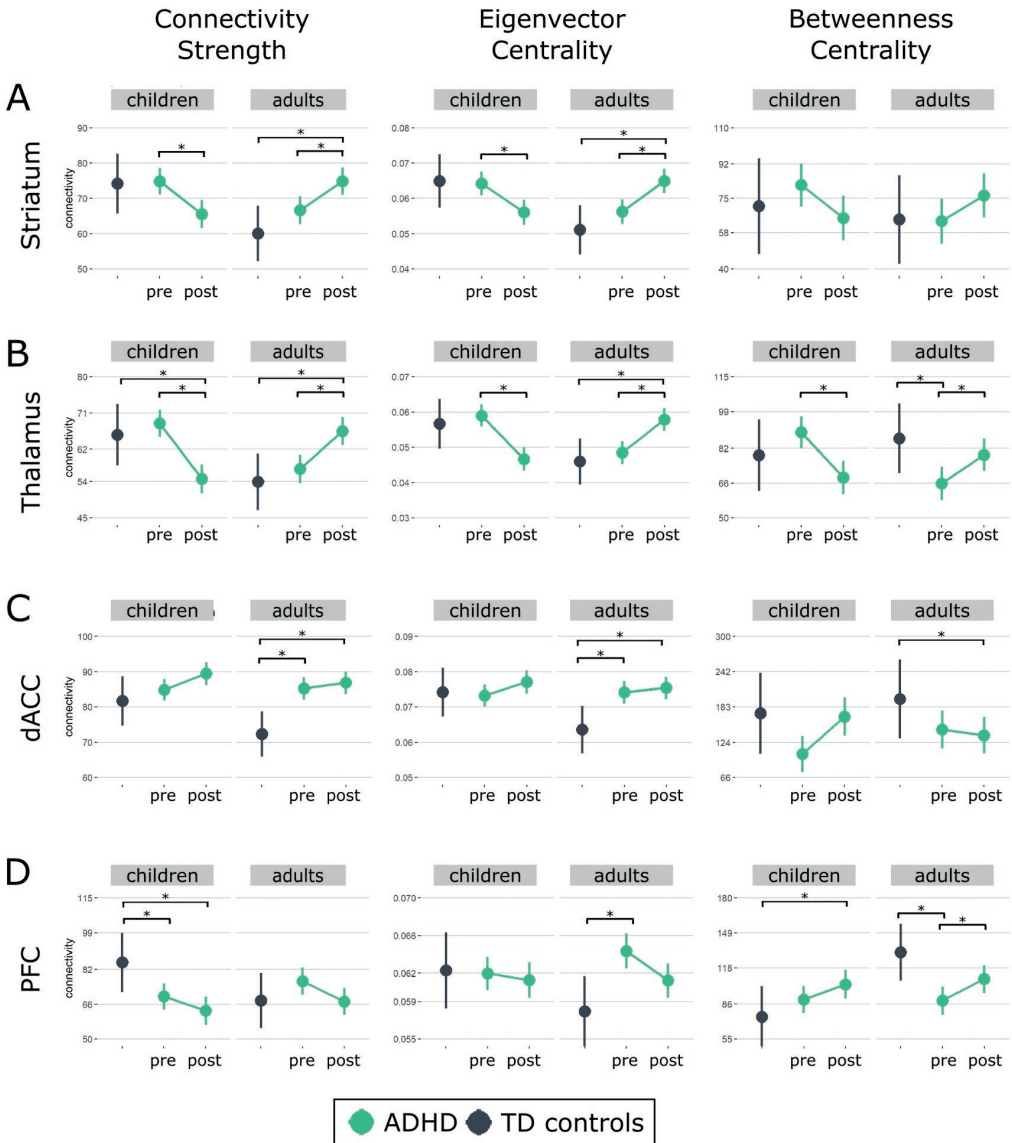 Connectivity Strength
Eigenvector Centrality
Betweenness Centrality
A
Striatum
children adults children adults children adults
connectivity
90
80
70
60
50
* * *
0.08
0.07
0.06
0.05
0.04
* * *
110
92
75
58
40
pre post pre post pre post pre post pre post pre post
B
Thalamus
children adults children adults children adults
connectivity
80
71
62
54
45
* * * *
0.07
0.06
0.05
0.04
0.03
* * *
115
99
82
66
50
* * *
pre post pre post pre post pre post pre post pre post
C
dACC
children adults children adults children adults
connectivity
100
90
80
70
60
* *
0.09
0.08
0.07
0.06
0.05
* *
300
242
183
124
66
*
pre post pre post pre post pre post pre post pre post
D
PFC
children adults children adults children adults
connectivity
115
99
82
66
50
* *
0.070
0.066
0.062
0.059
0.055
*
180
149
118
86
55
* * *
pre post pre post pre post pre post pre post pre post
ADHD TD controls